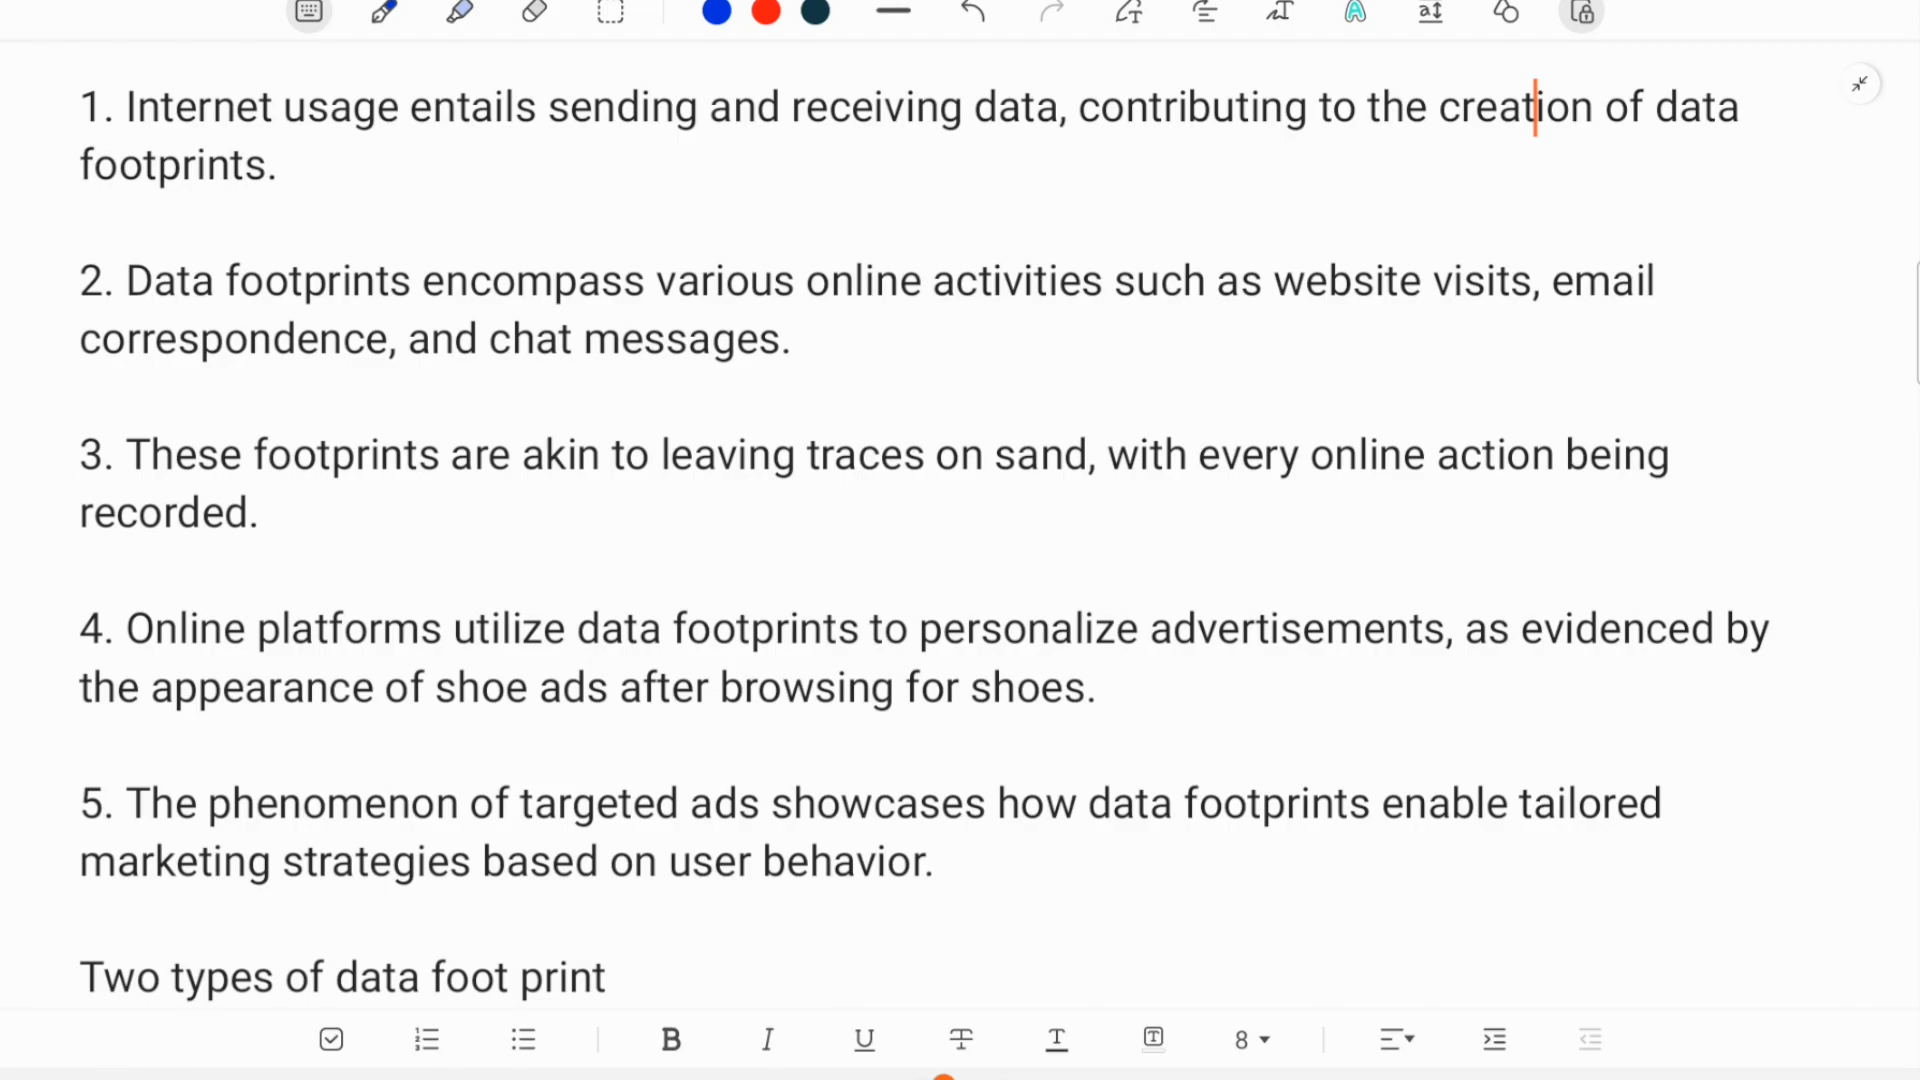 1. Internet usage entails sending and receiving data, contributing to the creation of data
footprints.
2. Data footprints encompass various online activities such as website visits, email
correspondence, and chat messages.
3. These footprints are akin to leaving traces on sand, with every online action being
recorded.
4. Online platforms utilize data footprints to personalize advertisements, as evidenced by
the appearance of shoe ads after browsing for shoes.
5. The phenomenon of targeted ads showcases how data footprints enable tailored
marketing strategies based on user behavior.
Two types of data foot print
B I U T T T 8